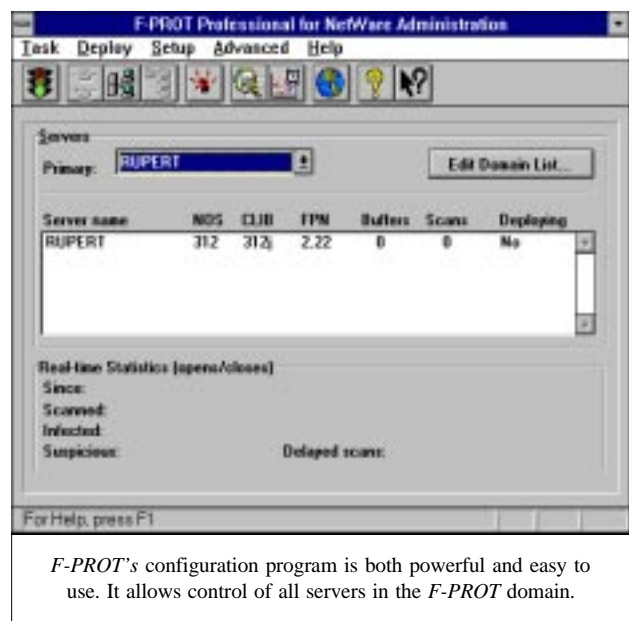 F-PROT Professional for NetWare Administration
Task Deploy Setup Advanced Help
Servers
Primary: RUPERT Edit Domain List...
Server name NOS CLIB FPN Buffers Scans Deploying
RUPERT 312 312j 2.22 0 0 No
Real-time Statistics (opens/closes)
Since:
Scanned:
Infected:
Suspicious: Delayed scans:
For Help, press F1
F-PROT's configuration program is both powerful and easy to
use. It allows control of all servers in the F-PROT domain.